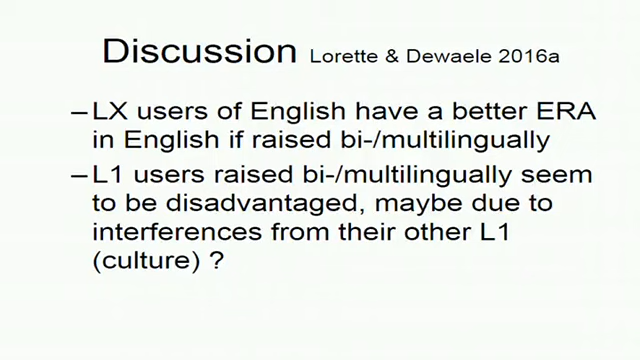 Discussion Lorette & Dewaele 2016a
–LX users of English have a better ERA
in English if raised bi-/multilingually
–L1 users raised bi-/multilingually seem
to be disadvantaged, maybe due to
interferences from their other L1
(culture) ?